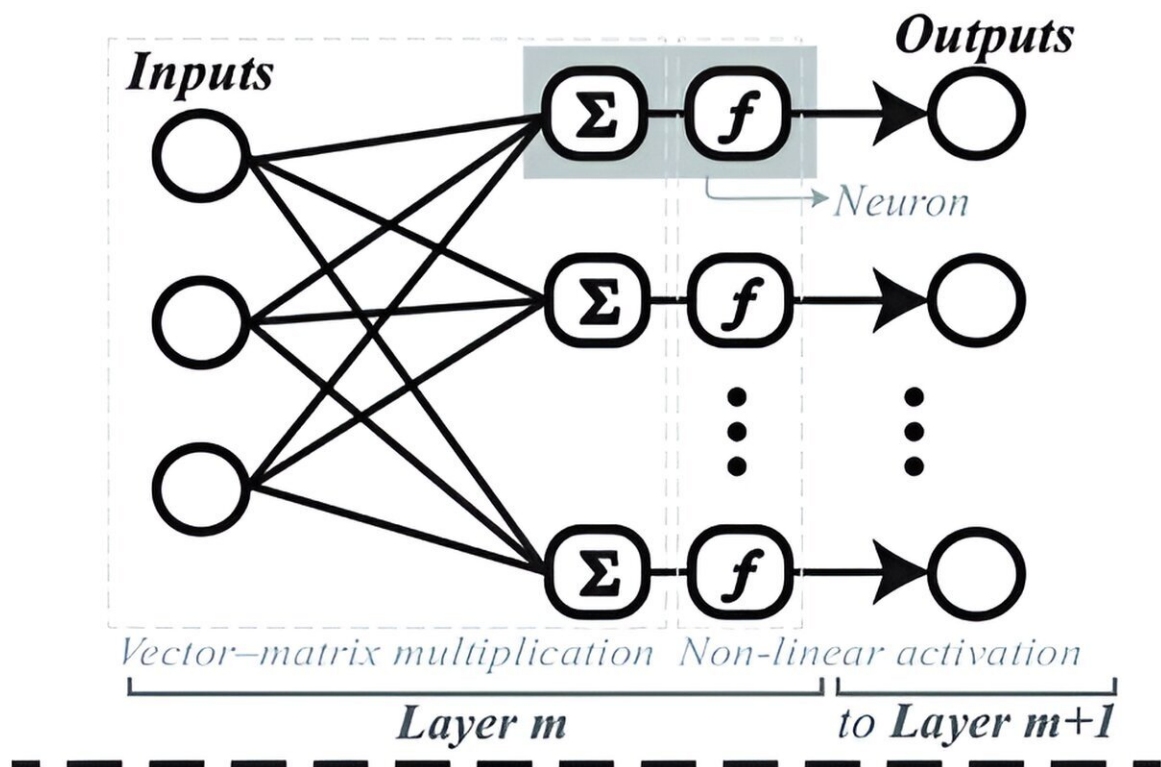 Inputs
Outputs
Σ f
Neuron
Σ f
Σ f
Vector–matrix multiplication Non-linear activation
Layer m to Layer m+1